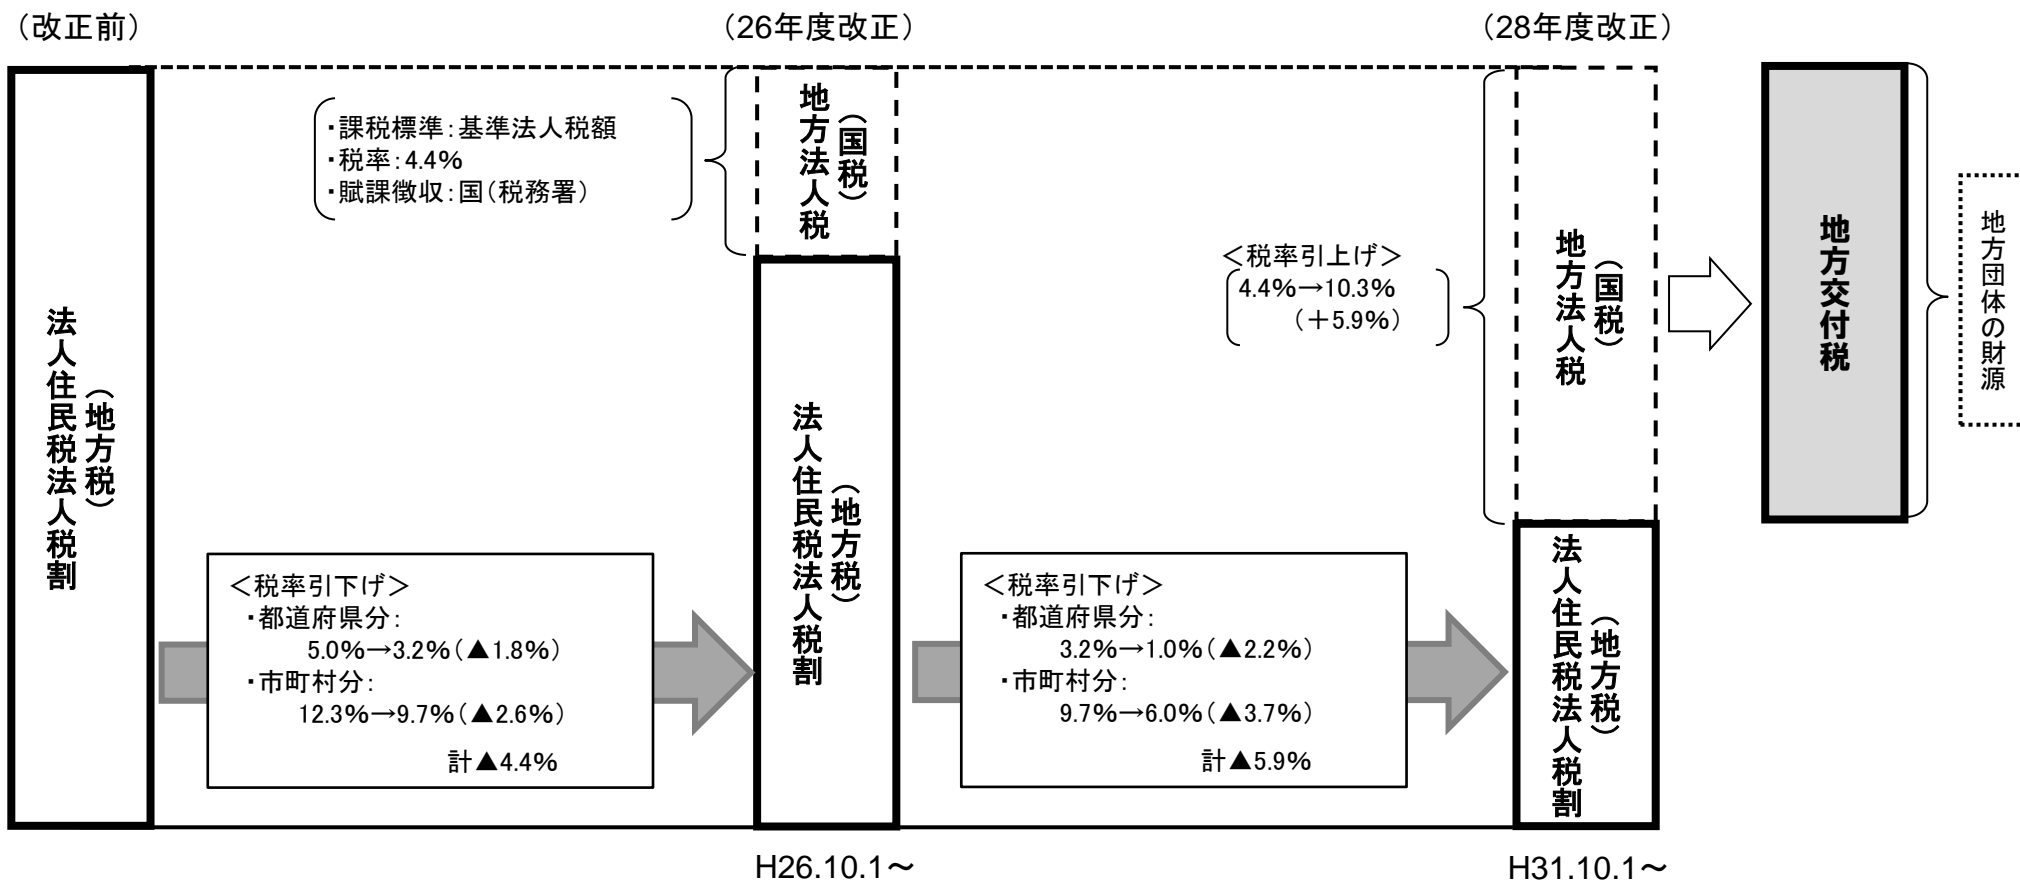 （改正前）
（26年度改正）
（28年度改正）
法人住民税法人税割
（地方税）
・課税標準：基準法人税額
・税率：4.4%
・賦課徴収：国（税務署）
地方法人税
（国税）
法人住民税法人税割
（地方税）
＜税率引下げ＞
・都道府県分：
5.0%→3.2%（▲1.8%）
・市町村分：
12.3%→9.7%（▲2.6%）
計▲4.4%
＜税率引上げ＞
4.4%→10.3%
（＋5.9%）
地方法人税
（国税）
法人住民税法人税割
（地方税）
＜税率引下げ＞
・都道府県分：
3.2%→1.0%（▲2.2%）
・市町村分：
9.7%→6.0%（▲3.7%）
計▲5.9%
地方交付税
地方団体の財源
H26.10.1～
H31.10.1～